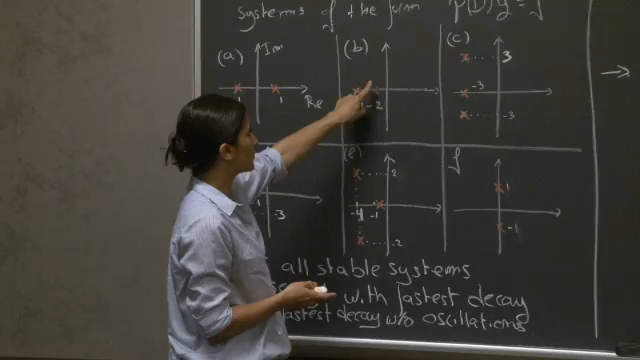 Systems of the form P(D)y = f
(a) Im (b) (c)
3
-3
1 Re -2
-3
(e) f
2
1
-4 -1
-3 -1
-2
all stable systems
with fastest decay
fastest decay w/o oscillations